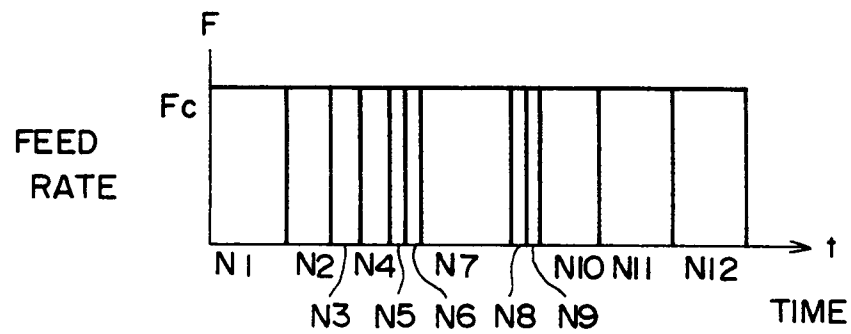 F
Fc
FEED
RATE
t
N1 N2 N4 N7 N10 N11 N12
N3 N5 N6 N8 N9
TIME